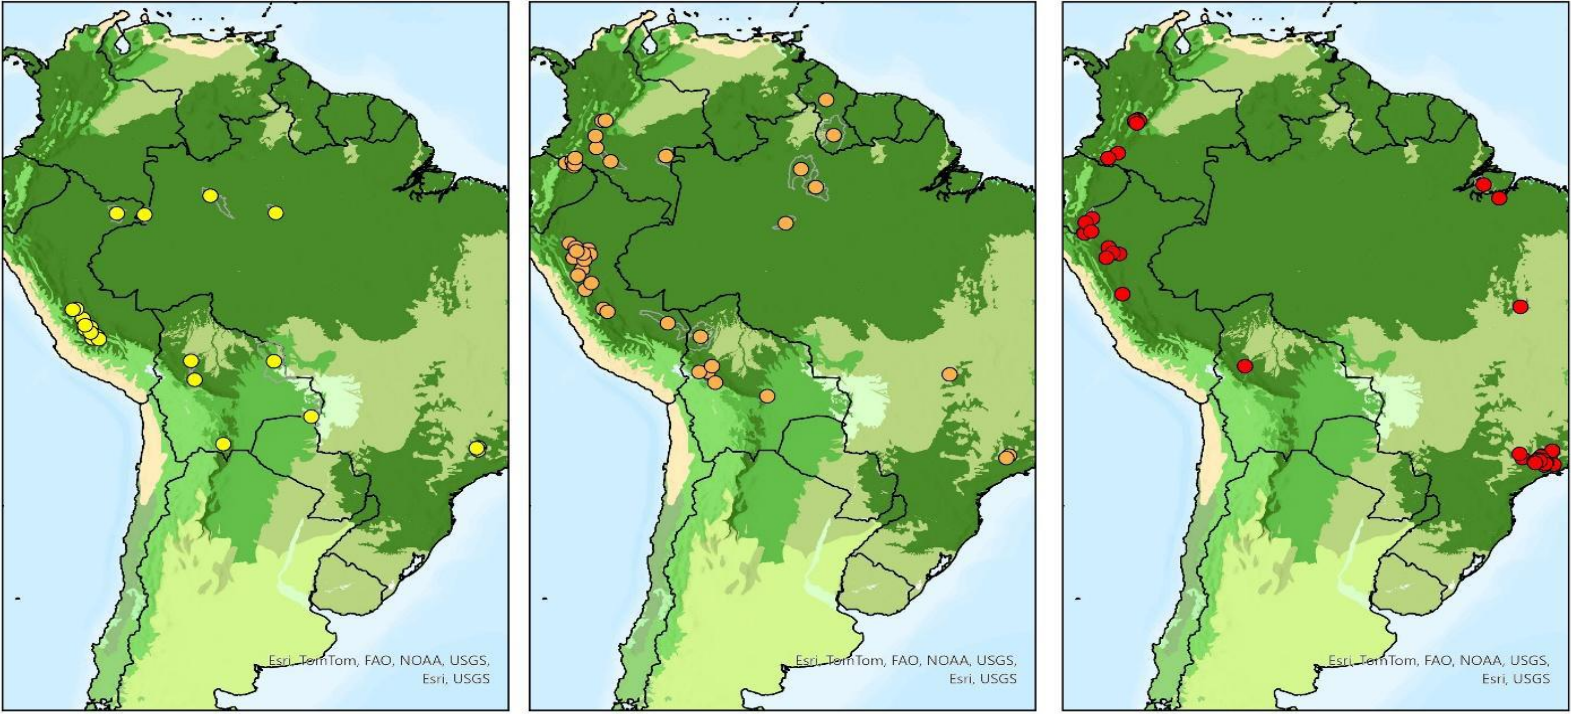 Esri, TomTom, FAO, NOAA, USGS,
Esri, USGS
Esri, TomTom, FAO, NOAA, USGS,
Esri, USGS
Esri, TomTom, FAO, NOAA, USGS,
Esri, USGS